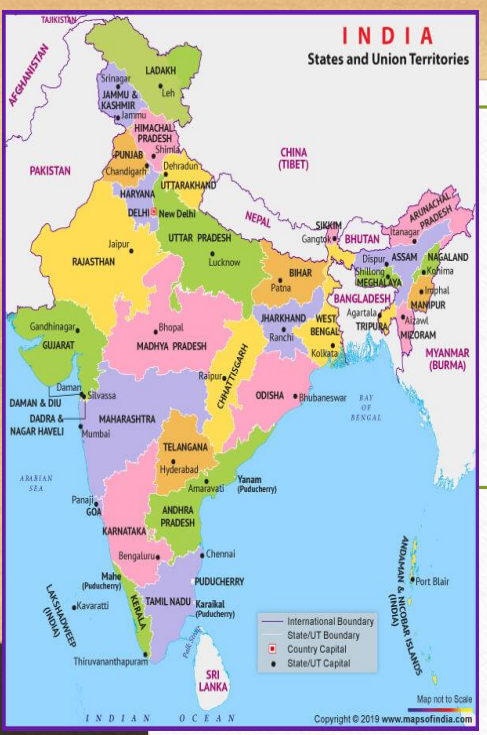 TAJIKISTAN
INDIA
States and Union Territories
AFGHANISTAN
LADAKH
Srinagar
Leh
JAMMU &
KASHMIR
Jammu
HIMACHAL
PRADESH
Shimla
PUNJAB
Chandigarh
Dehradun
UTTARAKHAND
CHINA
(TIBET)
PAKISTAN
HARYANA
DELHI
New Delhi
ARUNACHAL
PRADESH
NEPAL
SIKKIM
Gangtok
BHUTAN
Itanagar
Jaipur
UTTAR PRADESH
Lucknow
RAJASTHAN
Dispur
ASSAM
NAGALAND
Shillong
Kohima
MEGHALAYA
BIHAR
Patna
Imphal
MANIPUR
BANGLADESH
Agartala
Aizawl
TRIPURA
MIZORAM
Gandhinagar
GUJARAT
Bhopal
MADHYA PRADESH
JHARKHAND
Ranchi
WEST
BENGAL
Kolkata
MYANMAR
(BURMA)
Raipur
CHHATTISGARH
Daman
Silvassa
DAMAN & DIU
DADRA &
NAGAR HAVELI
ODISHA
Bhubaneswar
BAY
OF
BENGAL
MAHARASHTRA
Mumbai
TELANGANA
Hyderabad
ARABIAN
SEA
Amaravati
Yanam
(Puducherry)
Panaji
GOA
ANDHRA
PRADESH
KARNATAKA
Bengaluru
Chennai
Mahe
(Puducherry)
PUDUCHERRY
Port Blair
ANDAMAN & NICOBAR ISLANDS
(INDIA)
Kavaratti
LAKSHADWEEP
(INDIA)
KERALA
TAMIL NADU
Karaikal
(Puducherry)
Palk Strait
Thiruvananthapuram
SRI
LANKA
International Boundary
State/UT Boundary
Country Capital
State/UT Capital
Map not to Scale
INDIAN OCEAN
Copyright © 2019 www.mapsofindia.com